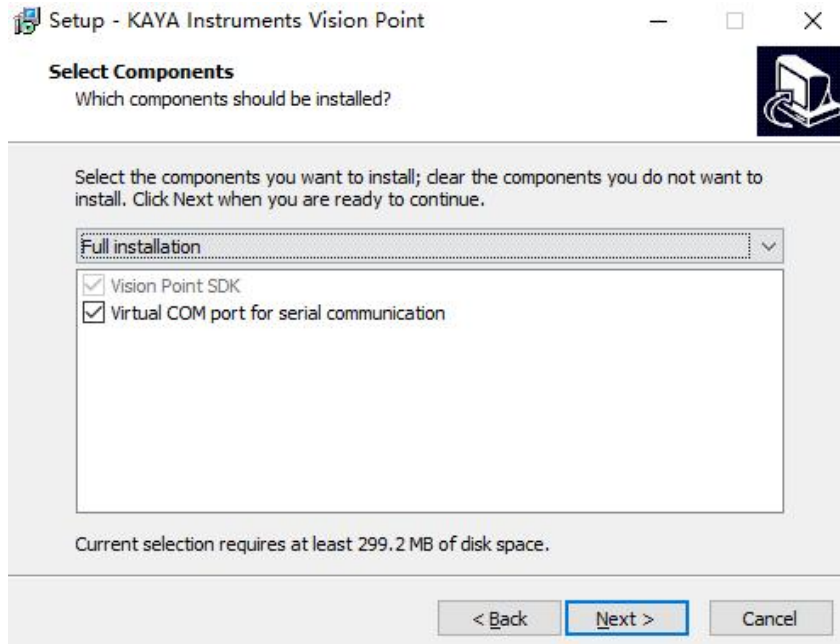 Setup - KAYA Instruments Vision Point
Select Components
Which components should be installed?
Select the components you want to install; clear the components you do not want to
install. Click Next when you are ready to continue.
Full installation
Vision Point SDK
Virtual COM port for serial communication
Current selection requires at least 299.2 MB of disk space.
< Back
Next >
Cancel